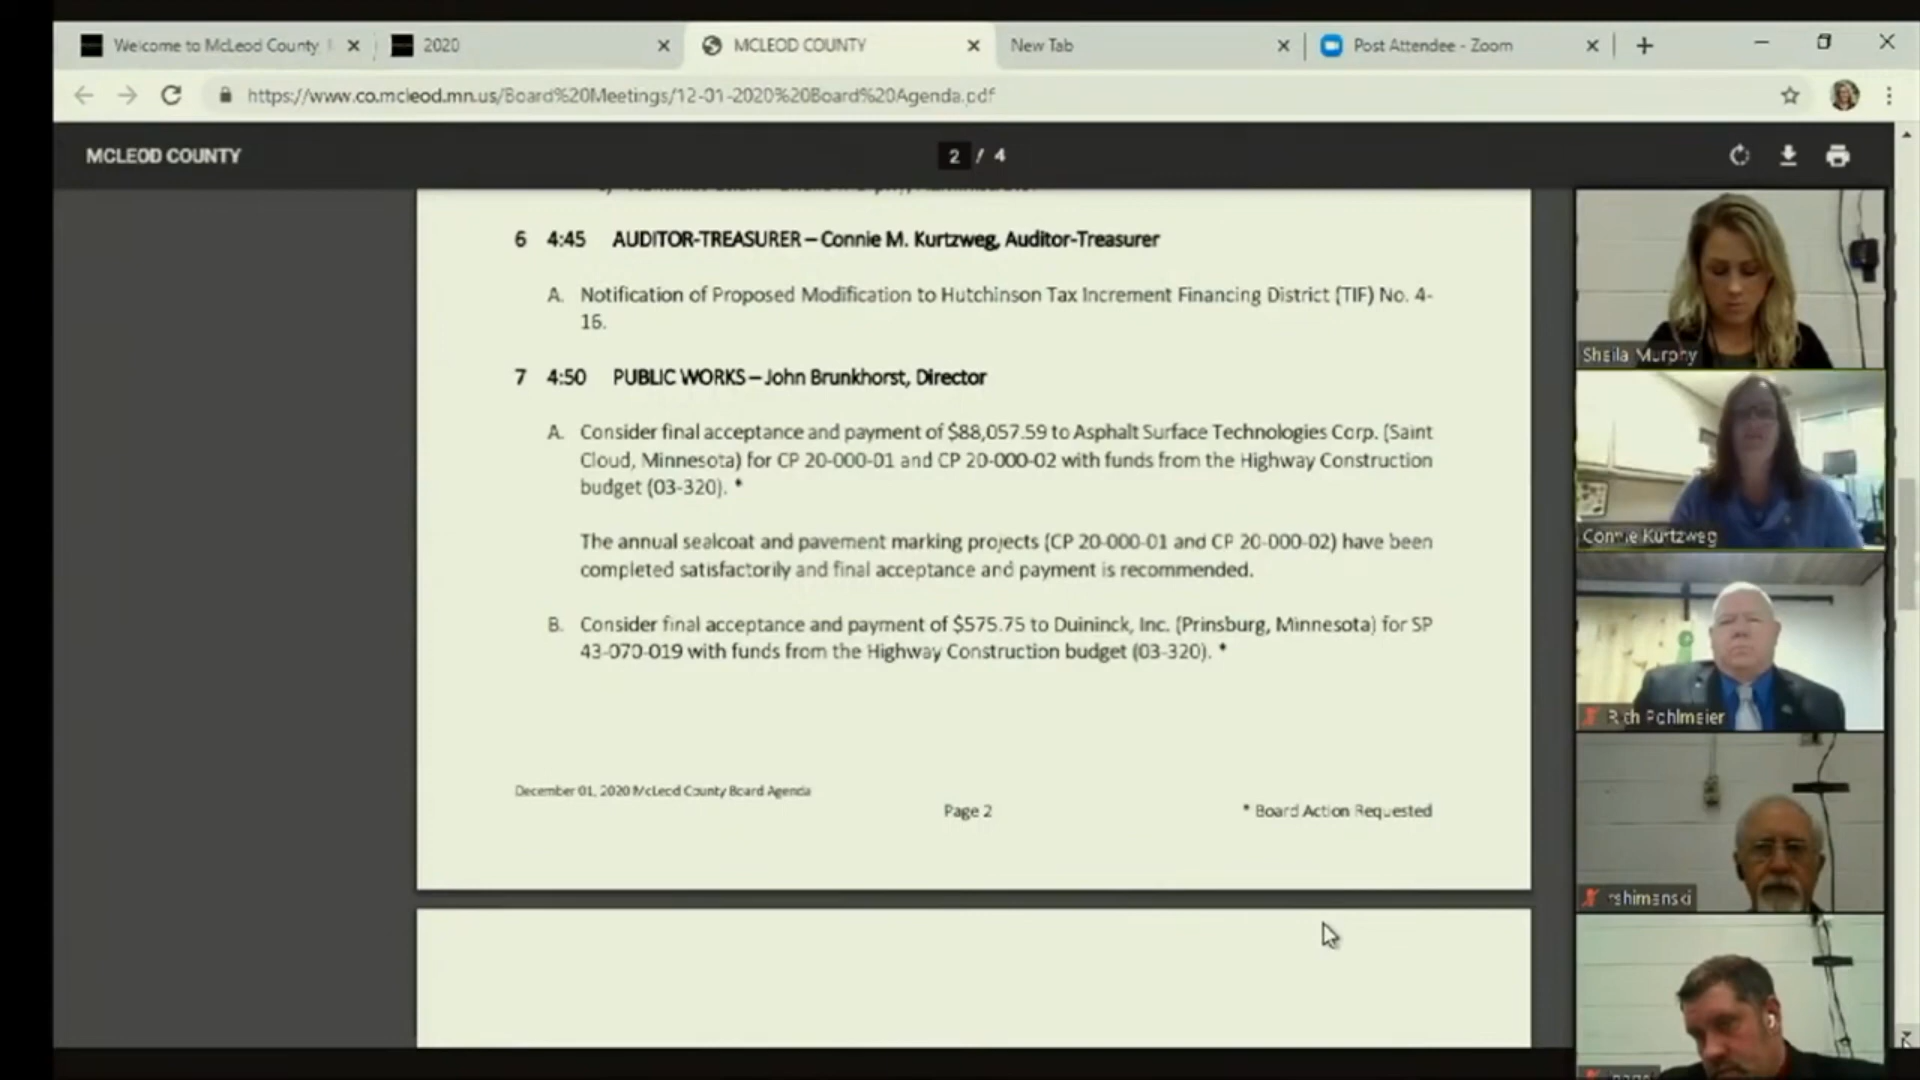 Welcome to McLeod County
2020
MCLEOD COUNTY
New Tab
Post Attendee - Zoom
https://www.co.mcleod.mn.us/Board%20Meetings/12-01-2020%20Board%20Agenda.pdf
MCLEOD COUNTY
2 / 4
6 4:45 AUDITOR-TREASURER – Connie M. Kurtzweg, Auditor-Treasurer
A. Notification of Proposed Modification to Hutchinson Tax Increment Financing District (TIF) No. 4-
16.
7 4:50 PUBLIC WORKS – John Brunkhorst, Director
A. Consider final acceptance and payment of $88,057.59 to Asphalt Surface Technologies Corp. (Saint
Cloud, Minnesota) for CP 20-000-01 and CP 20-000-02 with funds from the Highway Construction
budget (03-320). *
The annual sealcoat and pavement marking projects (CP 20-000-01 and CP 20-000-02) have been
completed satisfactorily and final acceptance and payment is recommended.
B. Consider final acceptance and payment of $575.75 to Duininck, Inc. (Prinsburg, Minnesota) for SP
43-070-019 with funds from the Highway Construction budget (03-320). *
December 01, 2020 McLeod County Board Agenda
Page 2
* Board Action Requested
Sheila Murphy
Connie Kurtzweg
Rich Pohlmeier
rshimanski